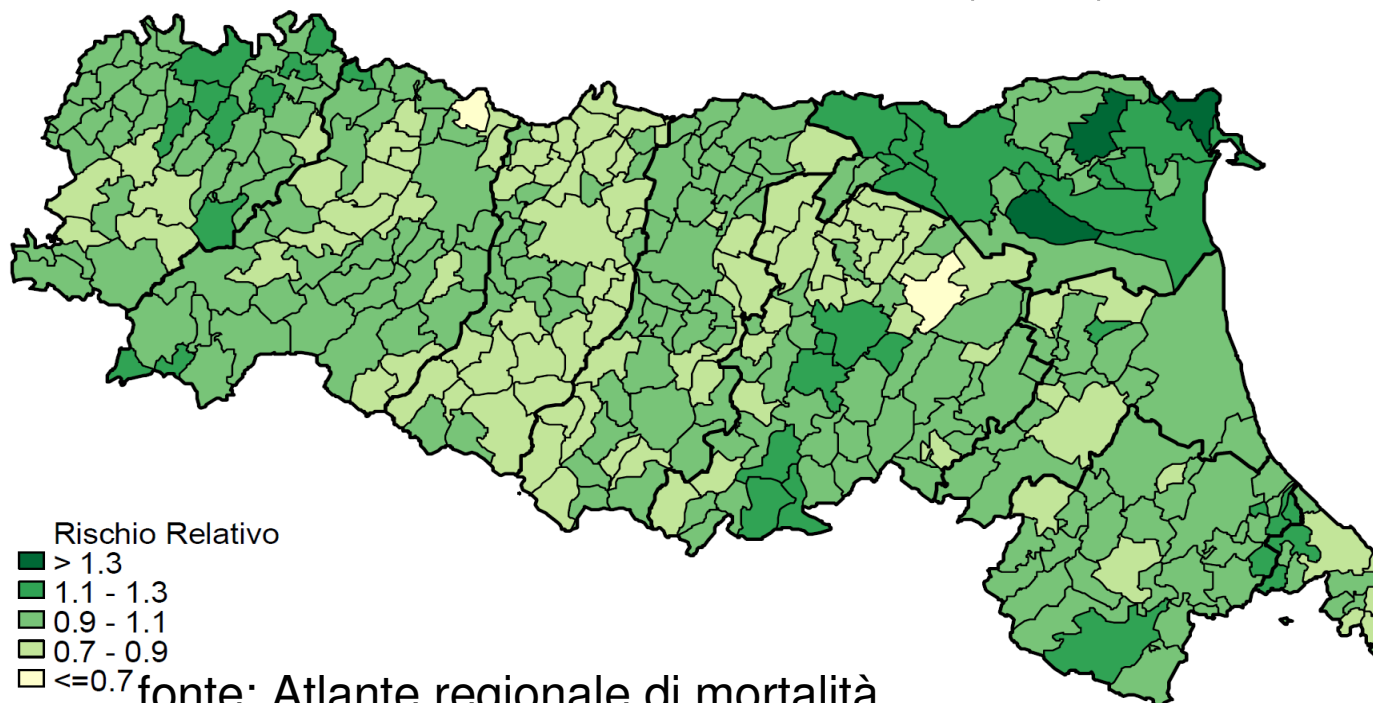 Rischio Relativo
> 1.3
1.1 - 1.3
0.9 - 1.1
0.7 - 0.9
<=0.7
fonte: Atlante regionale di mortalità